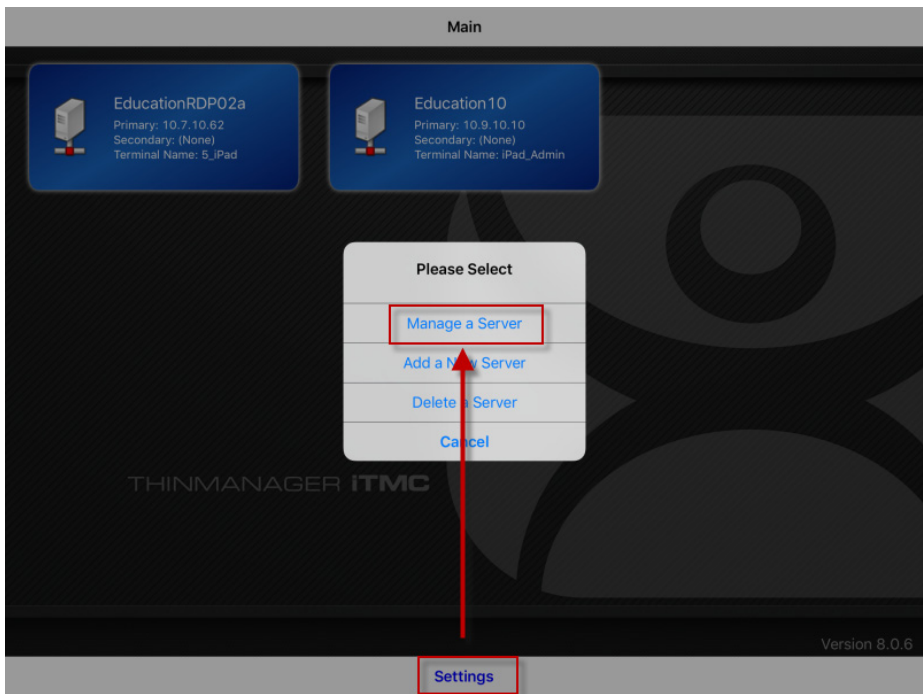 Main
EducationRDP02a
Primary: 10.7.10.62
Secondary: (None)
Terminal Name: 5_iPad
Education10
Primary: 10.9.10.10
Secondary: (None)
Terminal Name: iPad_Admin
Please Select
Manage a Server
Add a New Server
Delete a Server
Cancel
THINMANAGER iTMC
Version 8.0.6
Settings